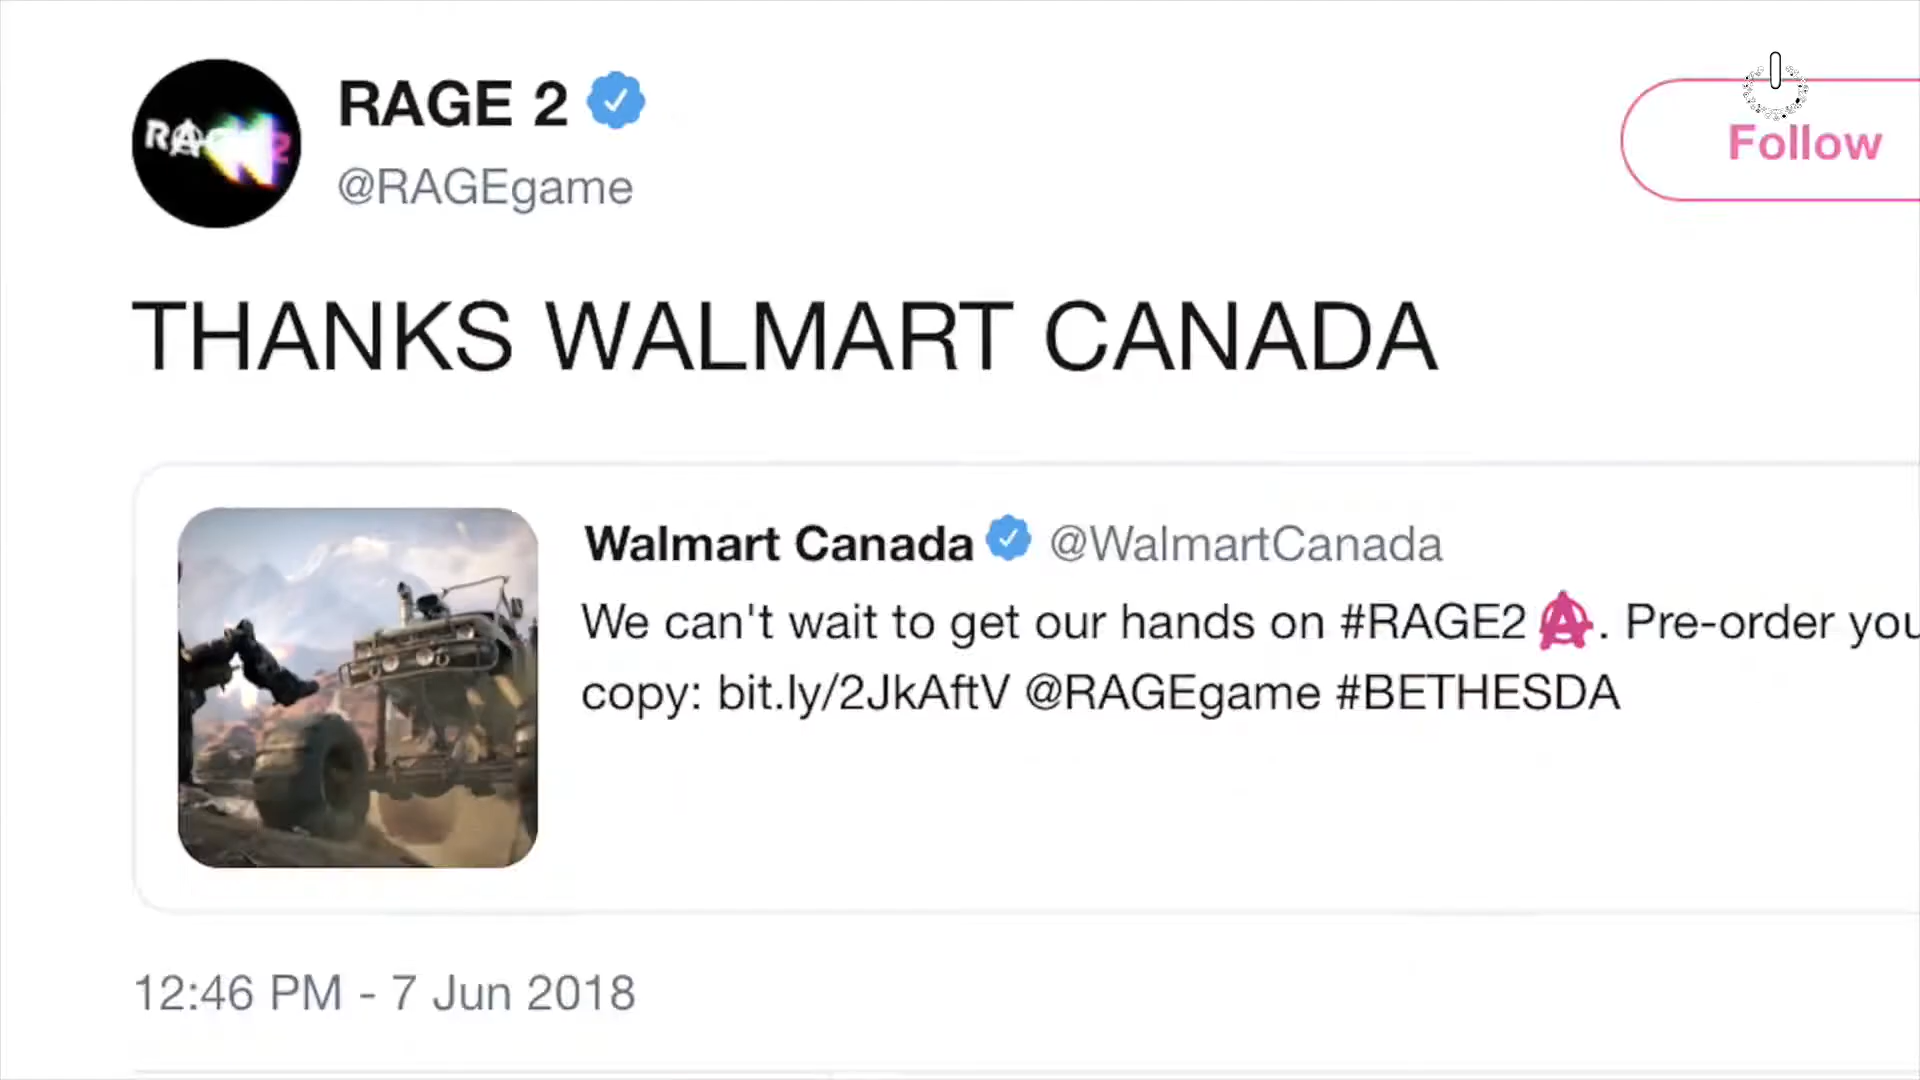 RAGE 2
@RAGEgame
Follow
THANKS WALMART CANADA
Walmart Canada @WalmartCanada
We can't wait to get our hands on #RAGE2 . Pre-order you
copy: bit.ly/2JkAftV @RAGEgame #BETHESDA
12:46 PM - 7 Jun 2018